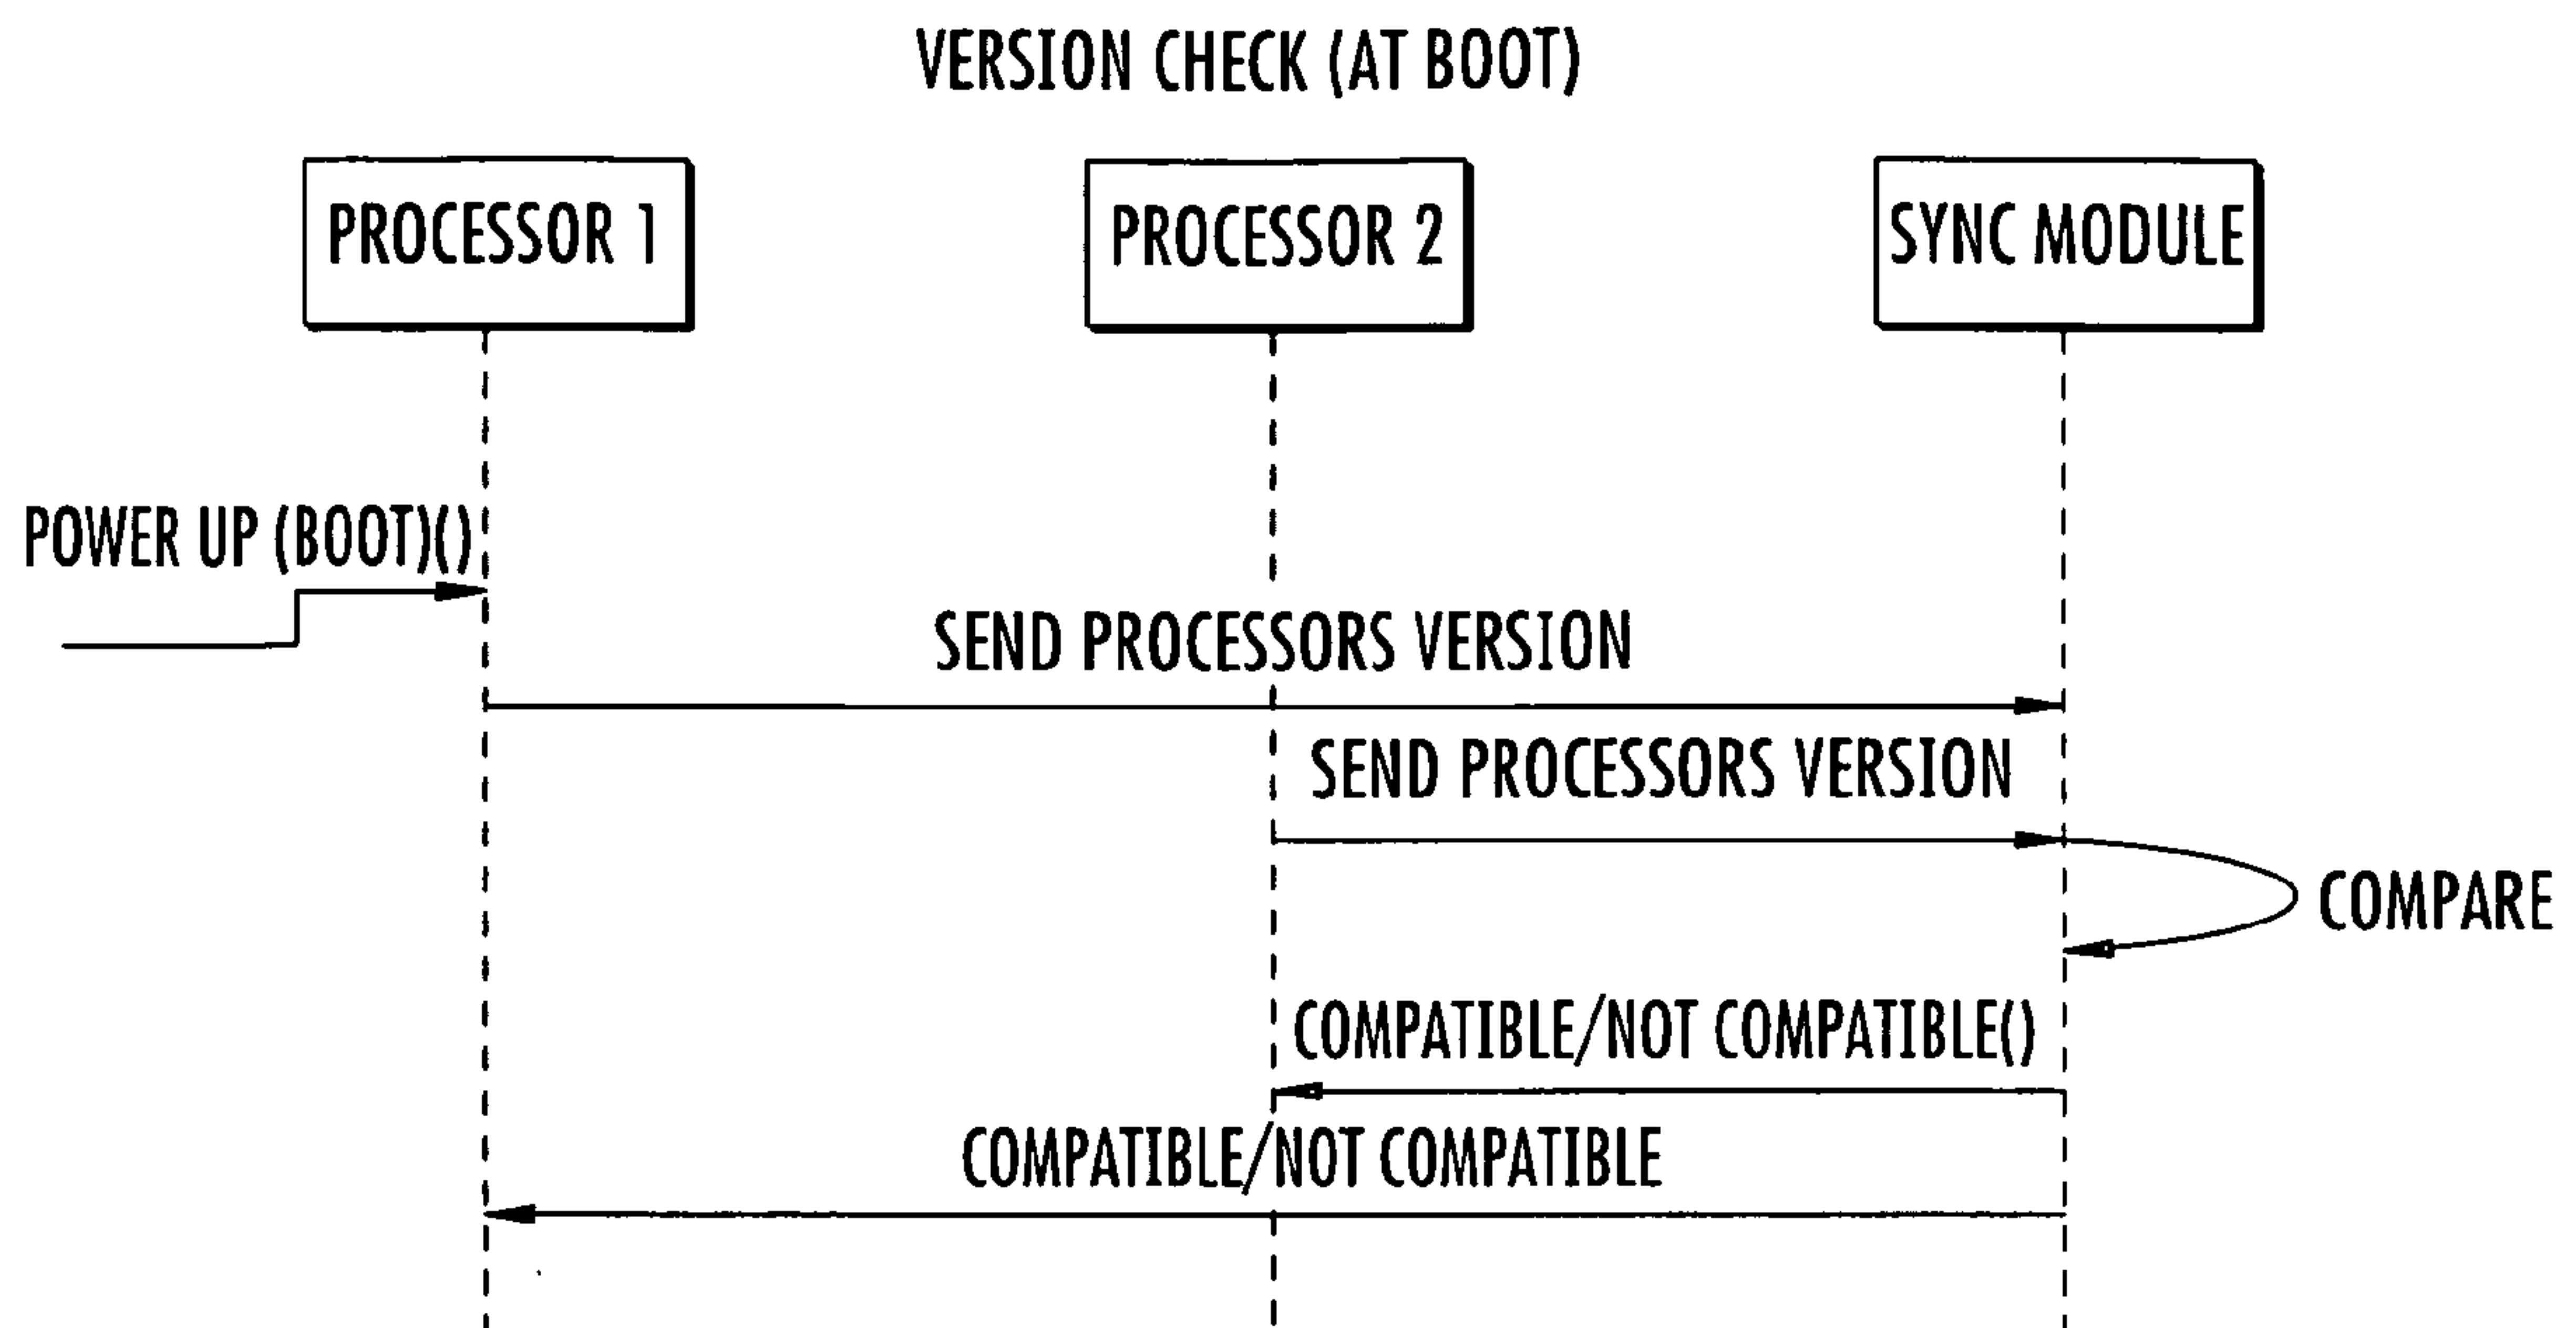 VERSION CHECK (AT BOOT)
PROCESSOR 1
PROCESSOR 2
SYNC MODULE
POWER UP (BOOT)()
SEND PROCESSORS VERSION
SEND PROCESSORS VERSION
COMPARE
COMPATIBLE/NOT COMPATIBLE()
COMPATIBLE/NOT COMPATIBLE